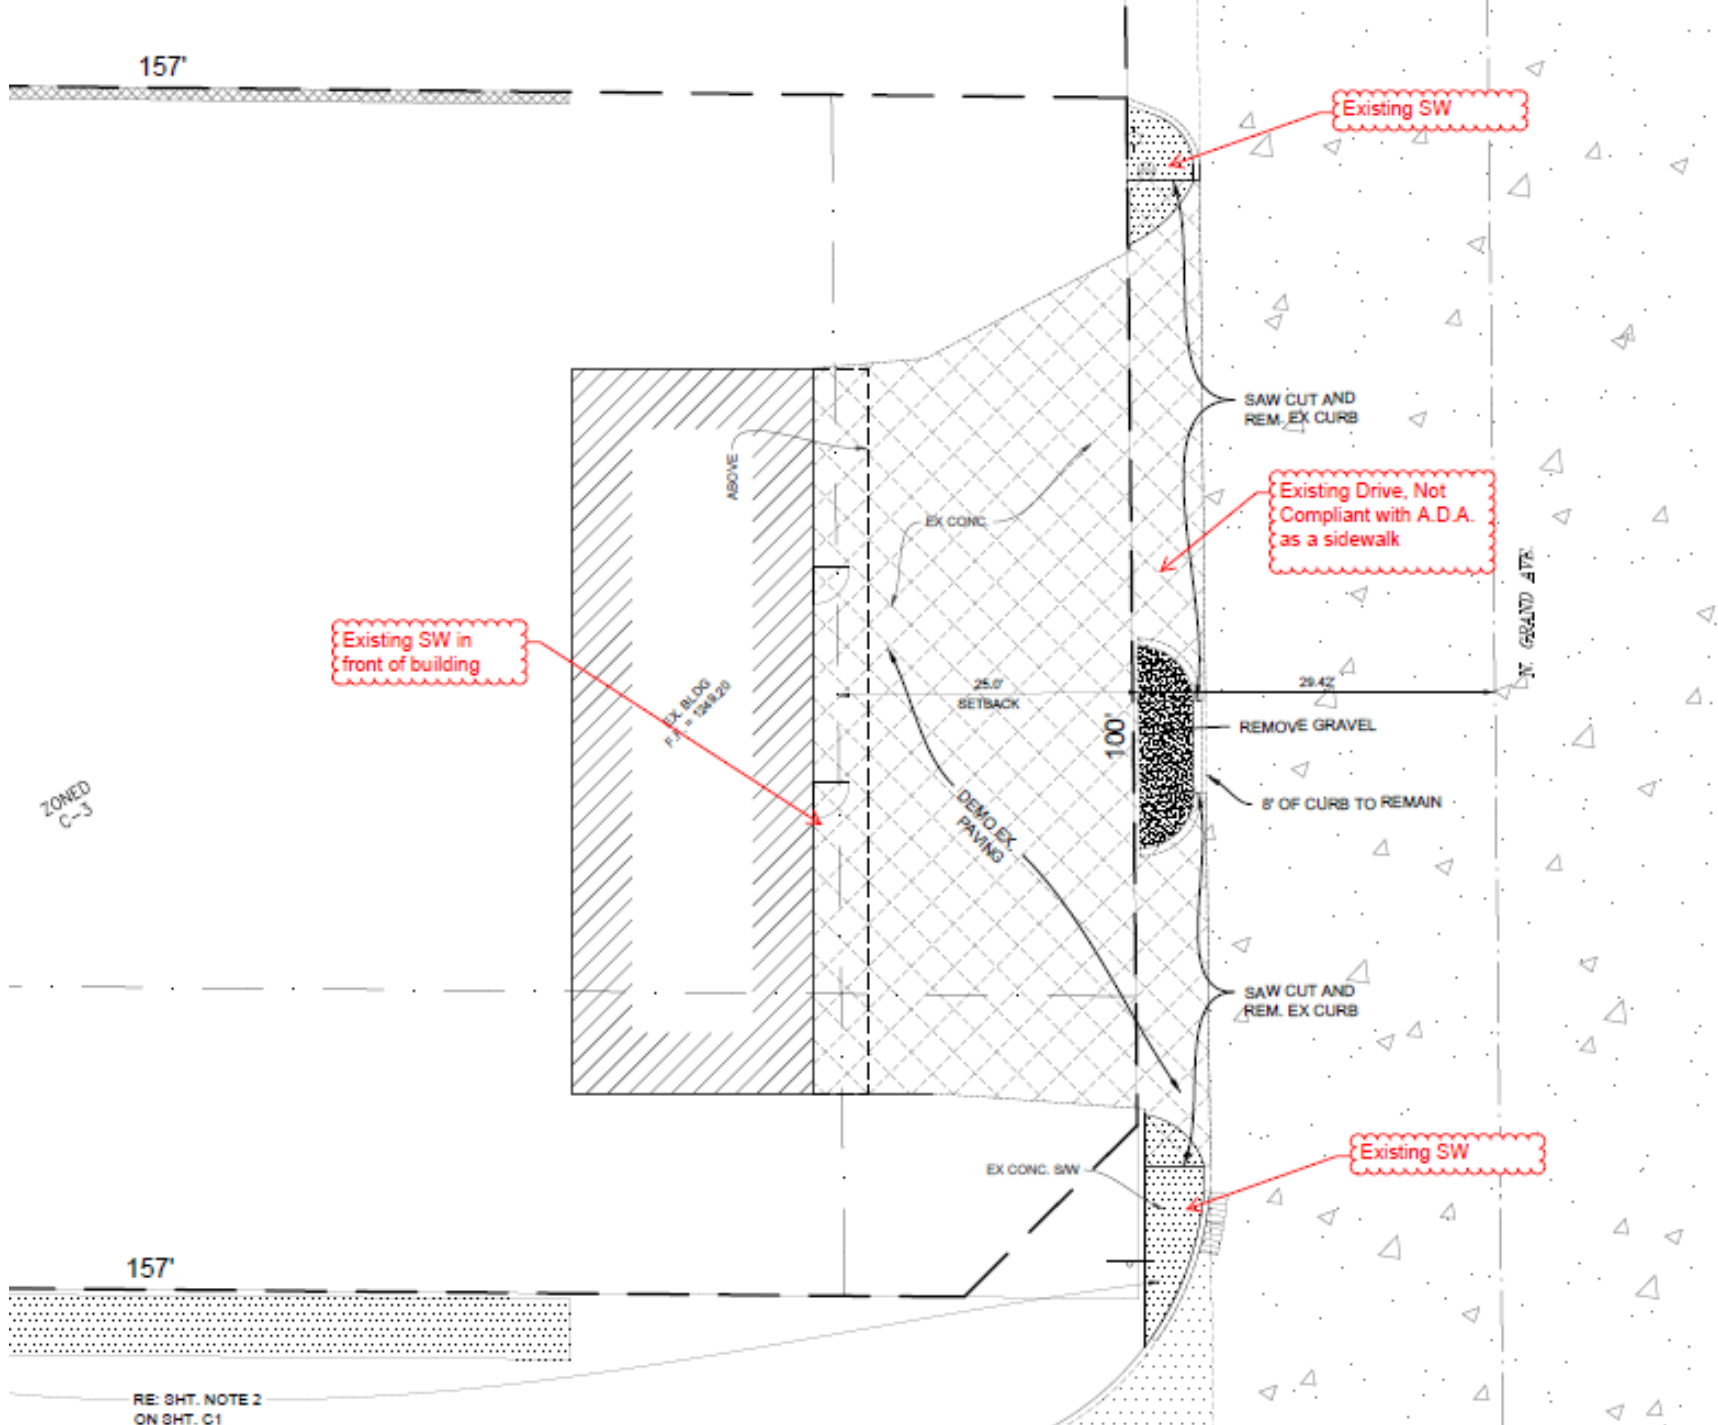 157'
Existing SW
SAW CUT AND
REM. EX CURB
ABOVE
Existing Drive, Not
Compliant with A.D.A.
as a sidewalk
EX CONC.
N. GRAND AVE.
Existing SW in
front of building
EX. BLDG
F.F. = 1249.20
25.0'
SETBACK
29.42'
100'
REMOVE GRAVEL
8' OF CURB TO REMAIN
ZONED
C-3
DEMO EX.
PAVING
SAW CUT AND
REM. EX CURB
Existing SW
EX CONC. S/W
157'
RE: SHT. NOTE 2
ON SHT. C1